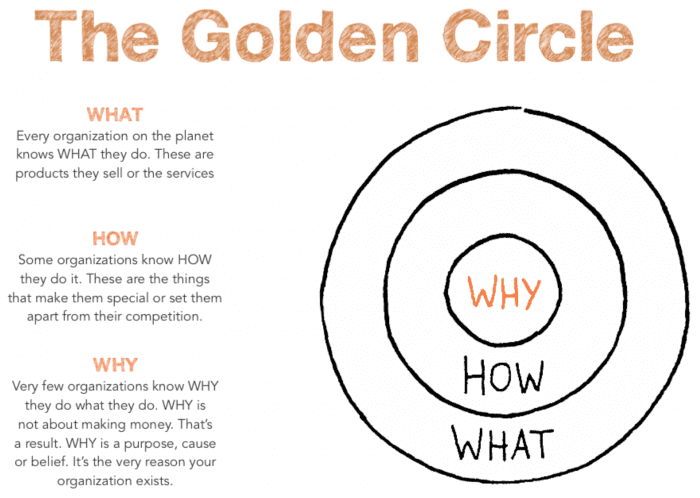 The Golden Circle
WHAT
Every organization on the planet
knows WHAT they do. These are
products they sell or the services
HOW
Some organizations know HOW
they do it. These are the things
that make them special or set them
apart from their competition.
WHY
Very few organizations know WHY
they do what they do. WHY is
not about making money. That's
a result. WHY is a purpose, cause
or belief. It's the very reason your
organization exists.
WHY
HOW
WHAT